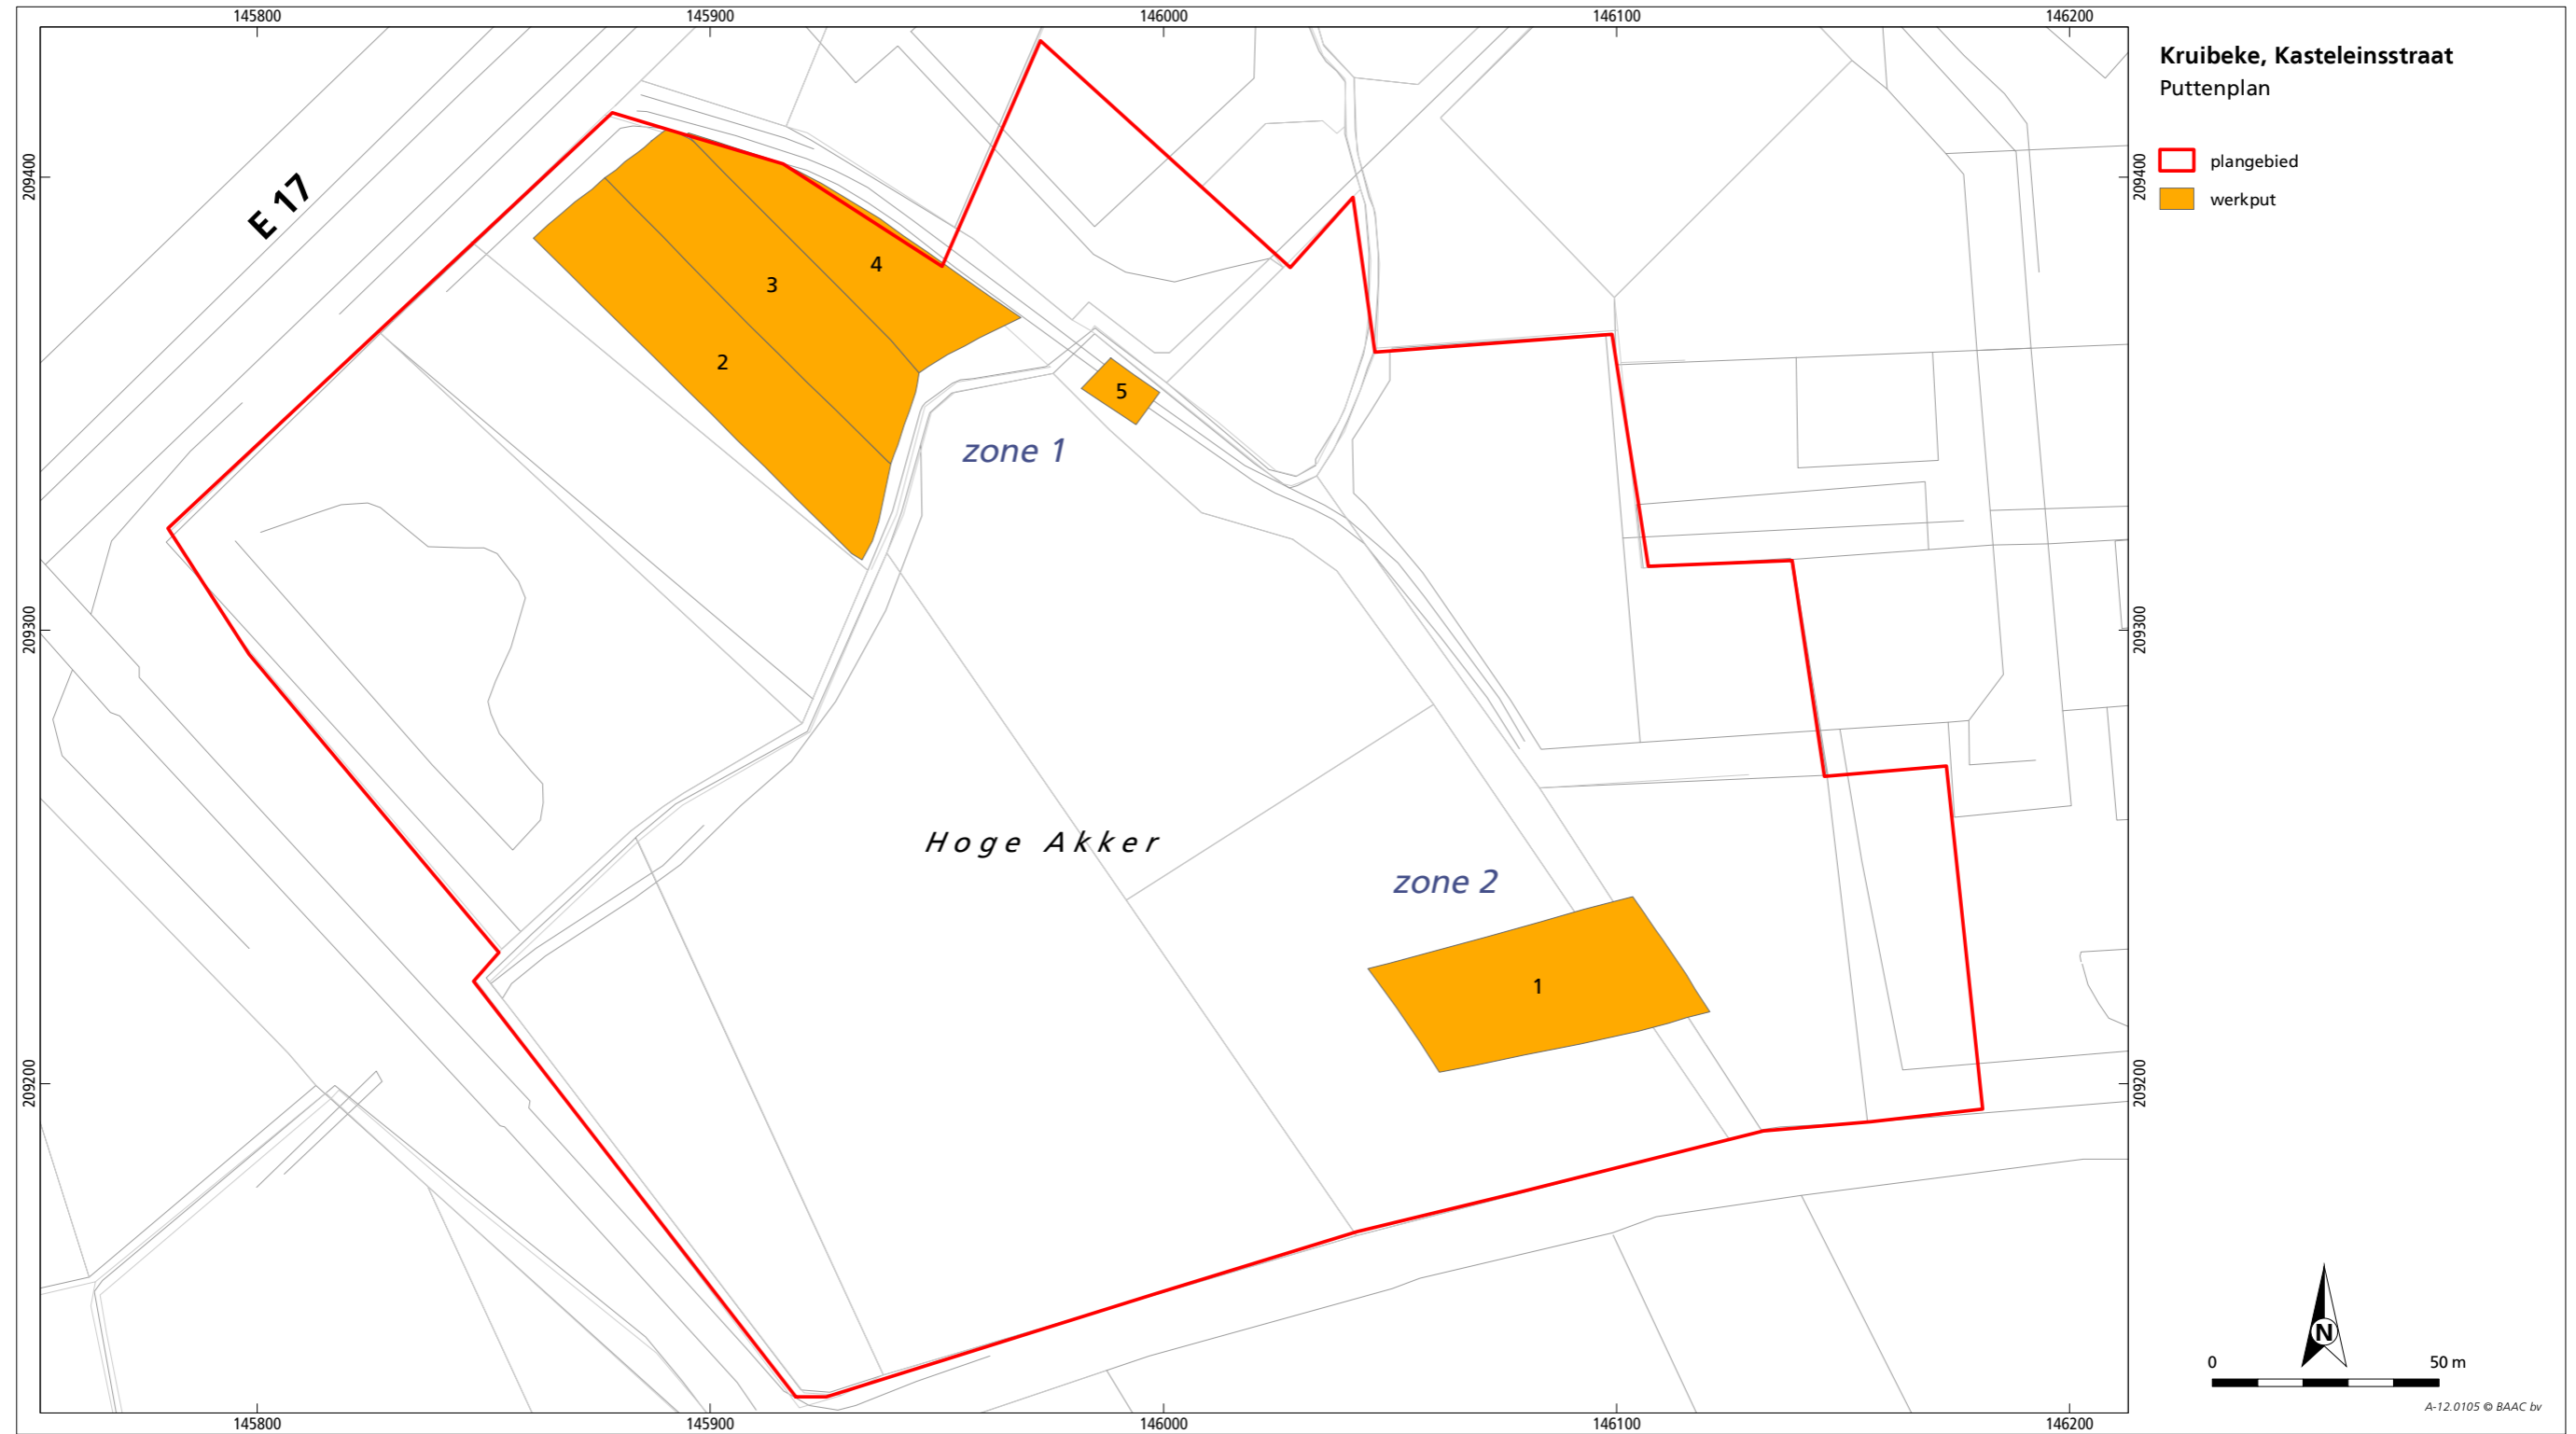 145800 145900 146000 146100 146200
Kruibeke, Kasteleinsstraat
Puttenplan
plangebied
werkput
209400 209400
E 17
4
3
2
5
zone 1
209300 209300
Hoge Akker
zone 2
1
209200 209200
N
0 50 m
A-12.0105 © BAAC bv
145800 145900 146000 146100 146200